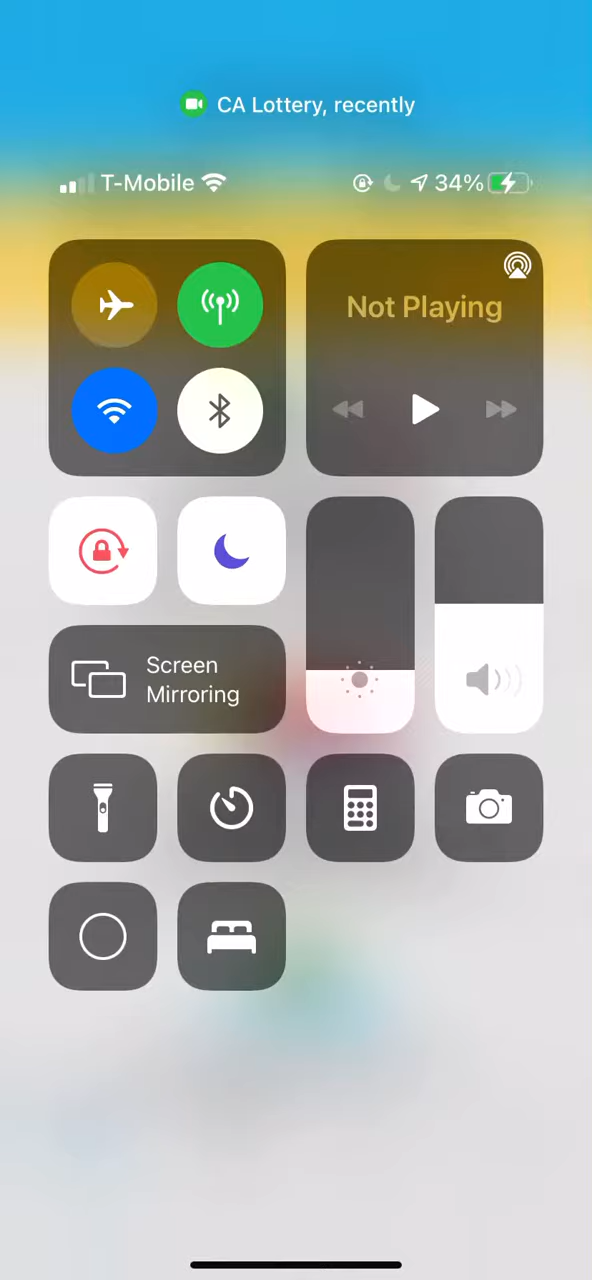 CA Lottery, recently
T-Mobile 34%
Not Playing
Screen
Mirroring